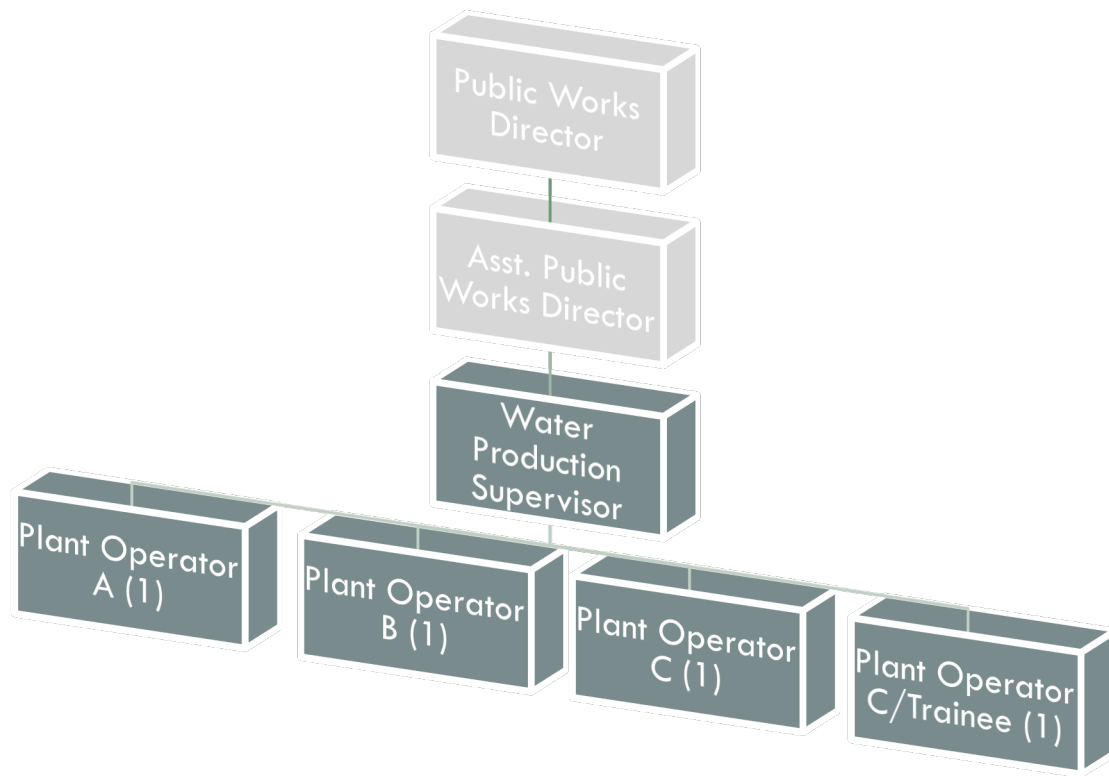 Public Works
Director
Asst. Public
Works Director
Water
Production
Supervisor
Plant Operator
A (1)
Plant Operator
B (1)
Plant Operator
C (1)
Plant Operator
C/Trainee (1)